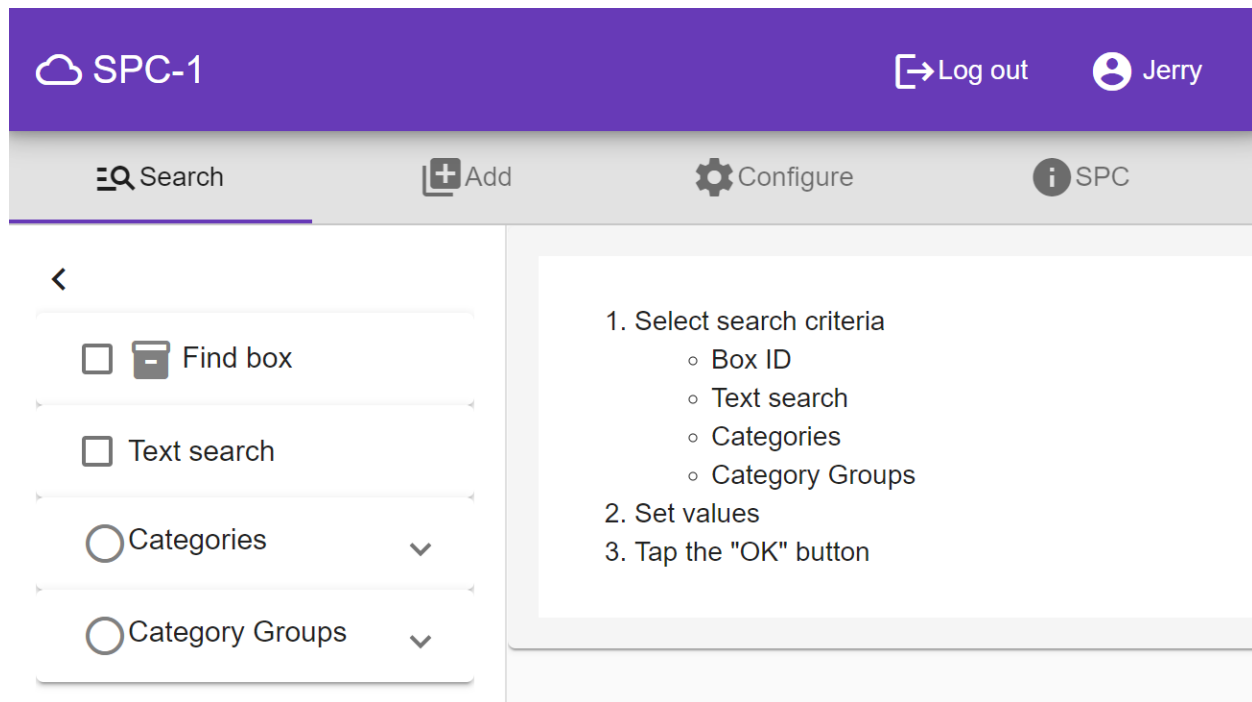 SPC-1
Log out
Jerry
Search
Add
Configure
SPC
Find box
Text search
Categories
Category Groups
1. Select search criteria
Box ID
Text search
Categories
Category Groups
2. Set values
3. Tap the "OK" button